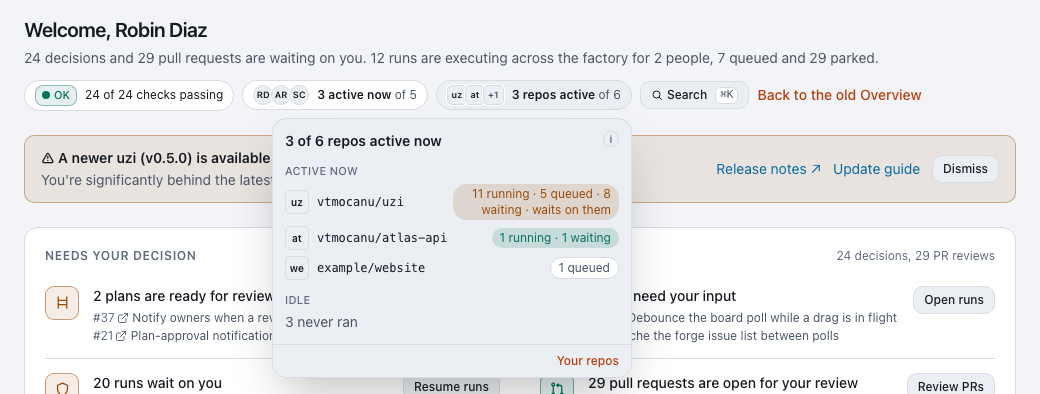 Welcome, Robin Diaz
24 decisions and 29 pull requests are waiting on you. 12 runs are executing across the factory for 2 people, 7 queued and 29 parked.
OK 24 of 24 checks passing
RD AR SC 3 active now of 5
uz at +1 3 repos active of 6
Search ⌘K
Back to the old Overview
A newer uzi (v0.5.0) is available
You're significantly behind the latest
Release notes ↗ Update guide Dismiss
3 of 6 repos active now
i
ACTIVE NOW
uz vtmocanu/uzi
11 running · 5 queued · 8
waiting · waits on them
at vtmocanu/atlas-api 1 running · 1 waiting
we example/website 1 queued
IDLE
3 never ran
Your repos
NEEDS YOUR DECISION
24 decisions, 29 PR reviews
2 plans are ready for review
#37 Notify owners when a
#21 Plan-approval notification
need your input
Debounce the board poll while a drag is in flight
the forge issue list between polls
Open runs
20 runs wait on you
Resume runs
29 pull requests are open for your review
Review PRs